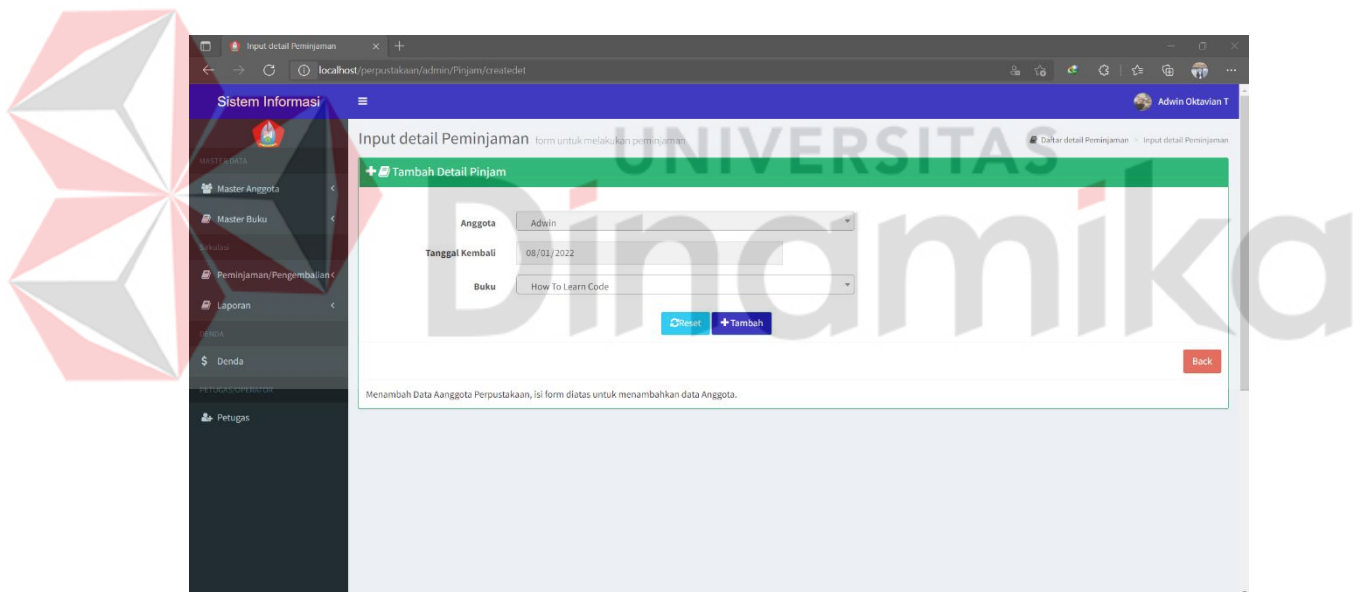 Input detail Peminjaman
localhost/perpustakaan/admin/Pinjam/createdet
Sistem Informasi
Adwin Oktavian T
MASTER DATA
Master Anggota
Master Buku
Sirkulasi
Peminjaman/Pengembalian
Laporan
DENDA
$ Denda
PETUGAS/OPERATOR
Petugas
Input detail Peminjaman form untuk melakukan peminjaman
Daftar detail Peminjaman > Input detail Peminjaman
Tambah Detail Pinjam
Anggota Adwin
Tanggal Kembali 08/01/2022
Buku How To Learn Code
Reset
Tambah
Back
Menambah Data Aanggota Perpustakaan, isi form diatas untuk menambahkan data Anggota.
UNIVERSITAS
Dinamika